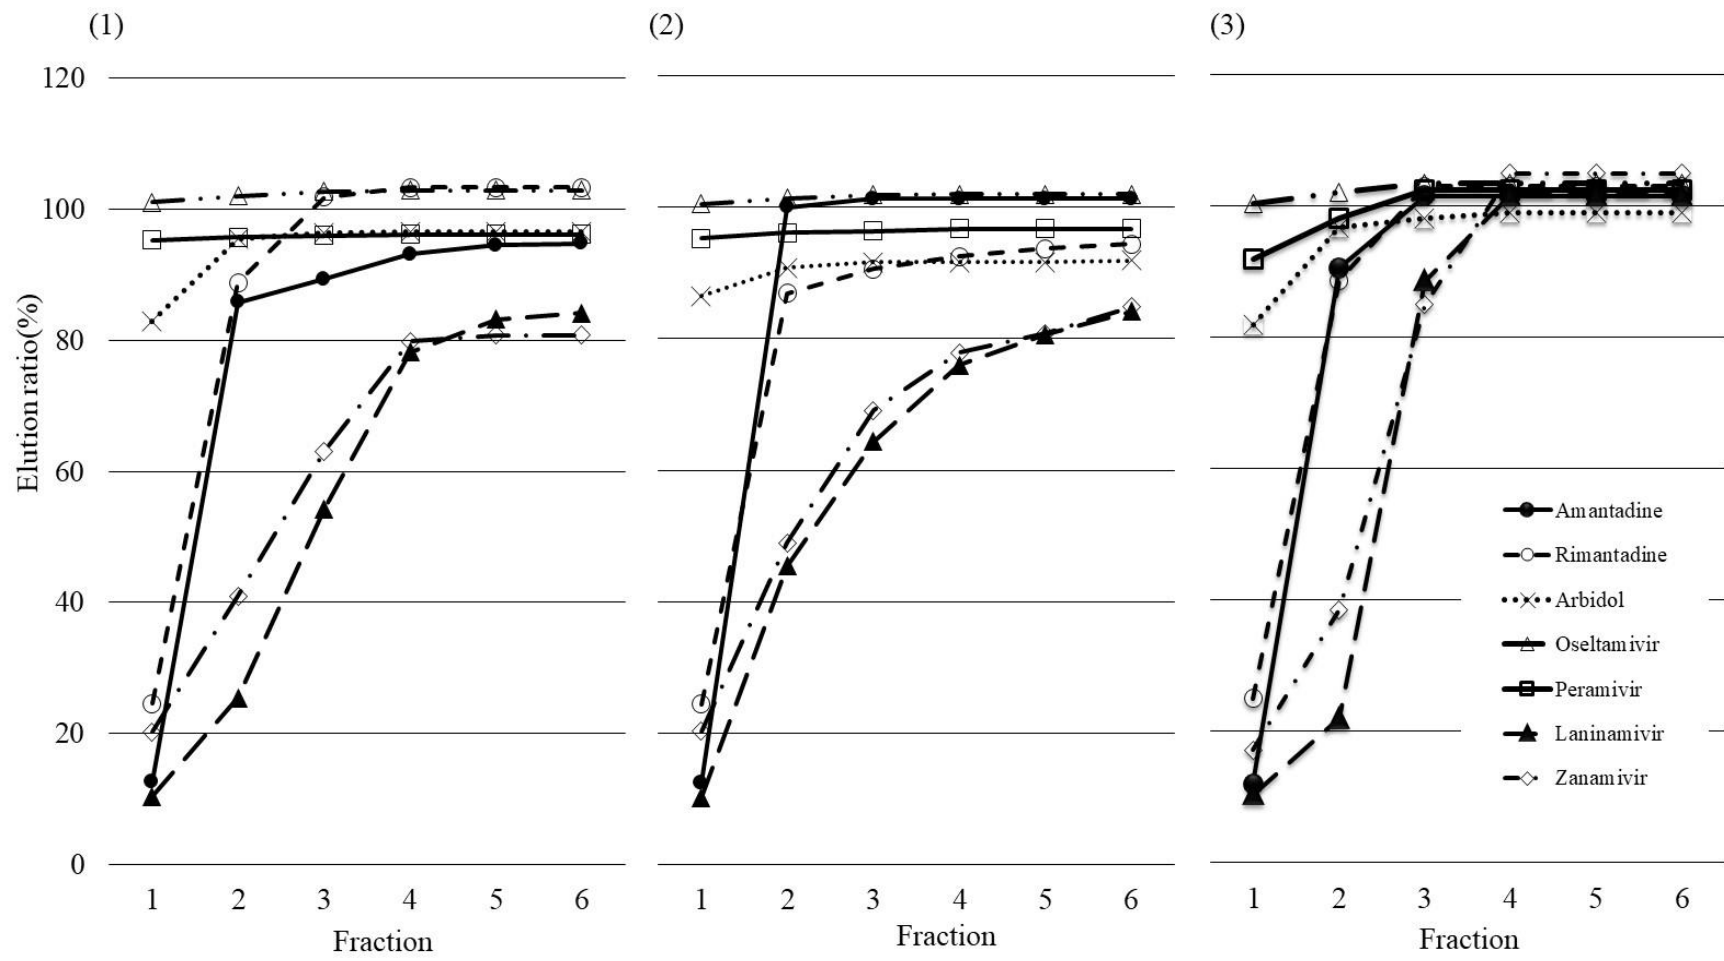 (1)
(2)
(3)
120
100
80
60
40
20
0
Elution ratio(%)
1 2 3 4 5 6
1 2 3 4 5 6
1 2 3 4 5 6
Fraction
Fraction
Fraction
Amantadine
Rimantadine
Arbidol
Oseltamivir
Peramivir
Laninamivir
Zanamivir